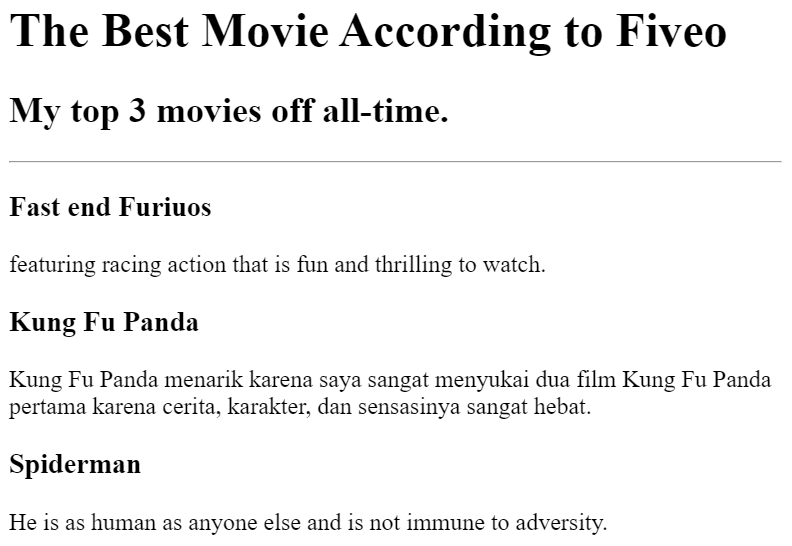 The Best Movie According to Fiveo
My top 3 movies off all-time.
Fast end Furiuos
featuring racing action that is fun and thrilling to watch.
Kung Fu Panda
Kung Fu Panda menarik karena saya sangat menyukai dua film Kung Fu Panda
pertama karena cerita, karakter, dan sensasinya sangat hebat.
Spiderman
He is as human as anyone else and is not immune to adversity.